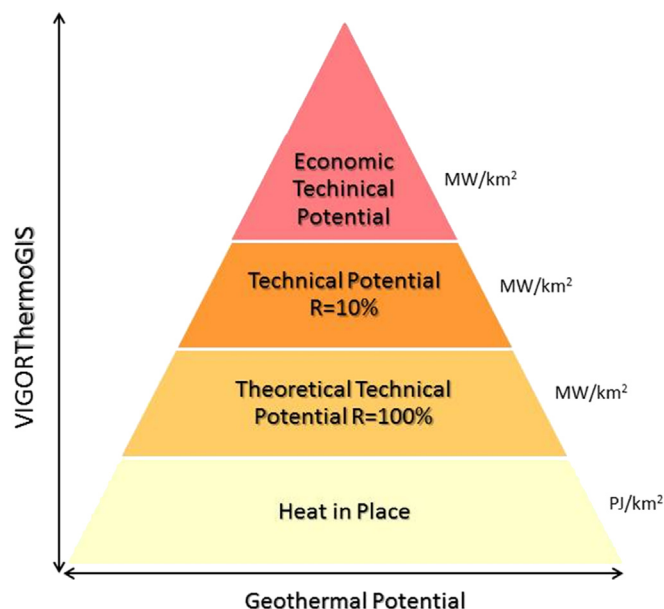 Economic
Techinical
Potential
MW/km²
Technical Potential
R=10%
MW/km²
Theoretical Technical
Potential R=100%
MW/km²
Heat in Place
PJ/km²
VIGORThermoGIS
Geothermal Potential